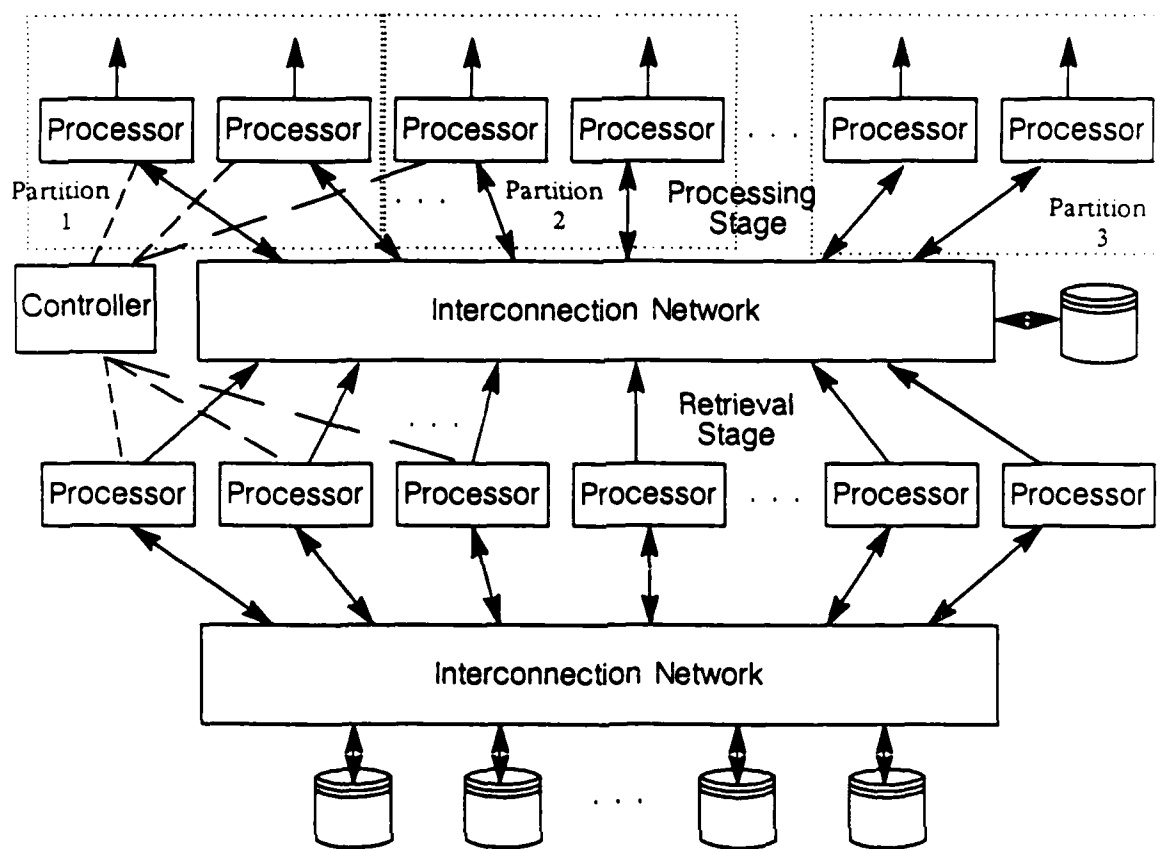 Processor Processor Processor Processor . . . Processor Processor
Partition
1
. . . .
Partition
2
Processing
Stage
Partition
3
Controller
Interconnection Network
Retrieval
Stage
. . .
Processor Processor Processor Processor . . . Processor Processor
Interconnection Network
. . .